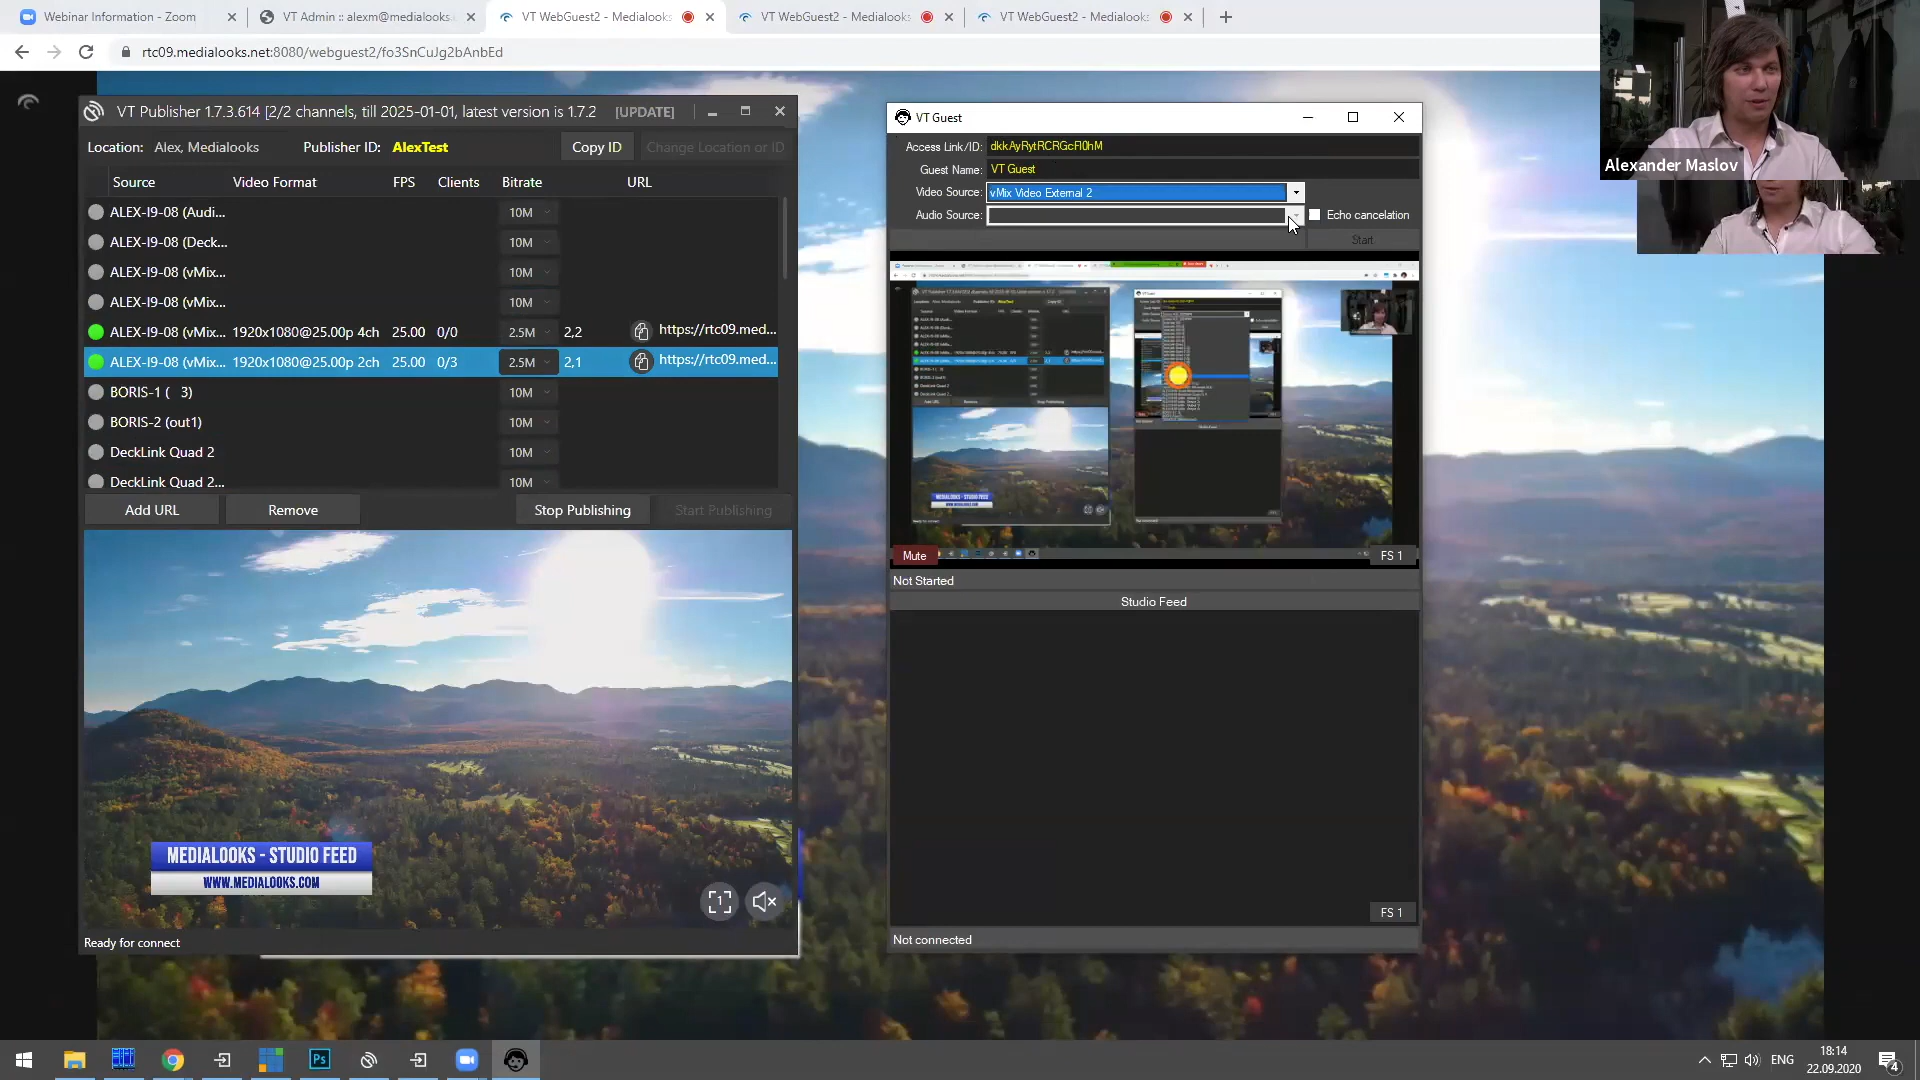 Webinar Information - Zoom
VT Admin :: alexm@medialooks.
VT WebGuest2 - Medialooks
VT WebGuest2 - Medialooks
VT WebGuest2 - Medialooks
rtc09.medialooks.net:8080/webguest2/fo3SnCuJg2bAnbEd
Alexander Maslov
VT Publisher 1.7.3.614 [2/2 channels, till 2025-01-01, latest version is 1.7.2 [UPDATE]
Location: Alex, Medialooks Publisher ID: AlexTest Copy ID Change Location or ID
Source Video Format FPS Clients Bitrate URL
ALEX-I9-08 (Audi... 10M
ALEX-I9-08 (Deck... 10M
ALEX-I9-08 (vMix... 10M
ALEX-I9-08 (vMix... 10M
ALEX-I9-08 (vMix... 1920x1080@25.00p 4ch 25.00 0/0 2.5M 2,2 https://rtc09.med...
ALEX-I9-08 (vMix... 1920x1080@25.00p 2ch 25.00 0/3 2.5M 2,1 https://rtc09.med...
BORIS-1 ( 3) 10M
BORIS-2 (out1) 10M
DeckLink Quad 2 10M
DeckLink Quad 2... 10M
Add URL Remove Stop Publishing Start Publishing
MEDIALOOKS - STUDIO FEED
WWW.MEDIALOOKS.COM
1
Ready for connect
VT Guest
Access Link/ID: dkkAyRytRCRGcFl0hM
Guest Name: VT Guest
Video Source: vMix Video External 2
Audio Source: Echo cancelation
Start
MEDIALOOKS - STUDIO FEED
Mute FS 1
Not Started
Studio Feed
FS 1
Not connected
Ps
ENG
18:14
22.09.2020
4